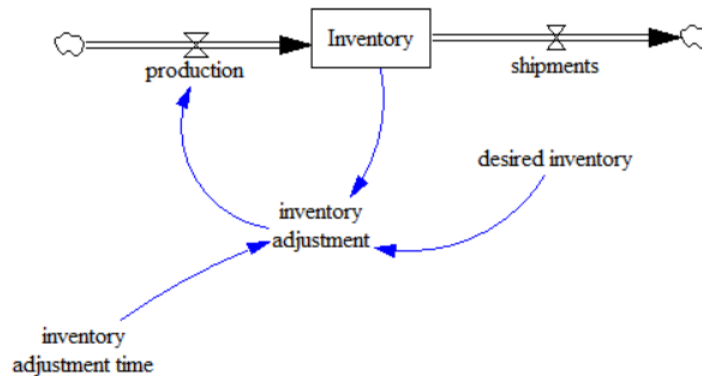 Inventory
production
shipments
desired inventory
inventory
adjustment
inventory
adjustment time